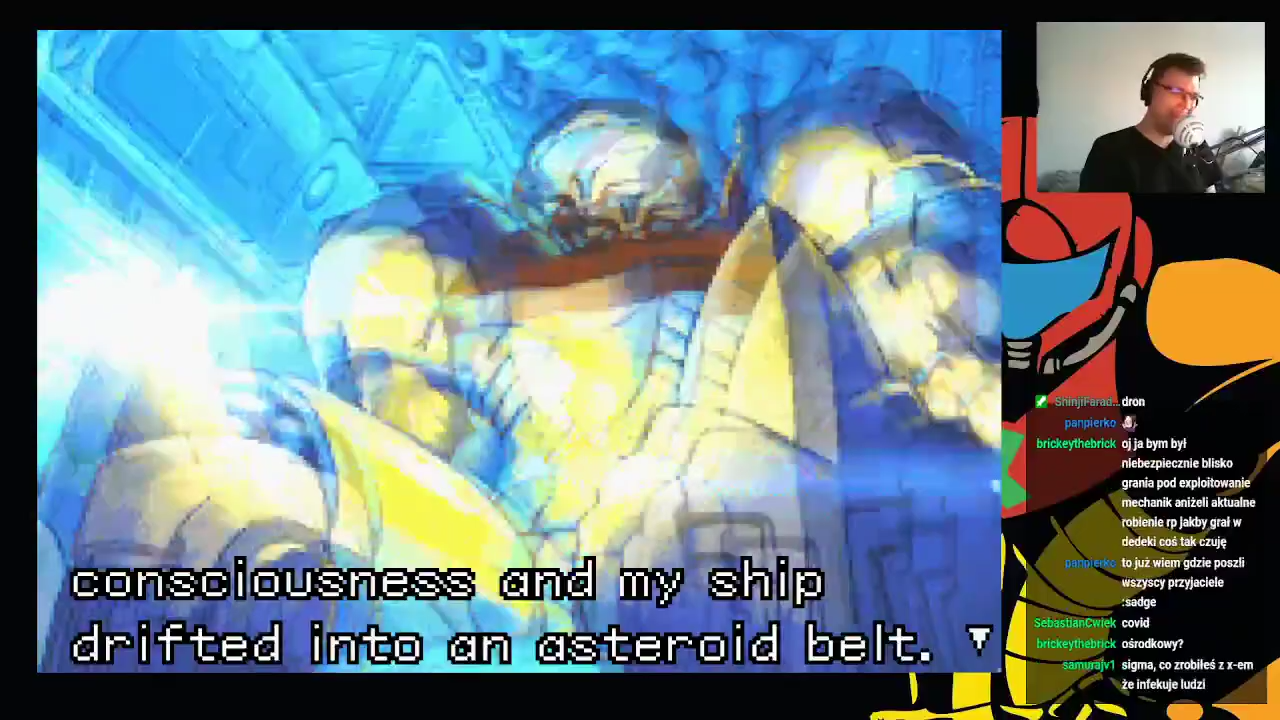 consciousness and my ship
drifted into an asteroid belt.
ShinjiFarad... dron
panpierko
brickeythebrick oj ja bym był
niebezpiecznie blisko
grania pod exploitowanie
mechanik aniżeli aktualne
robienie rp jakby grał w
dedeki coś tak czuję
panpierko to już wiem gdzie poszli
wszyscy przyjaciele
:sadge
SebastianCwiek covid
brickeythebrick ośrodkowy?
samurajv1 sigma, co zrobiłeś z x-em
że infekuje ludzi